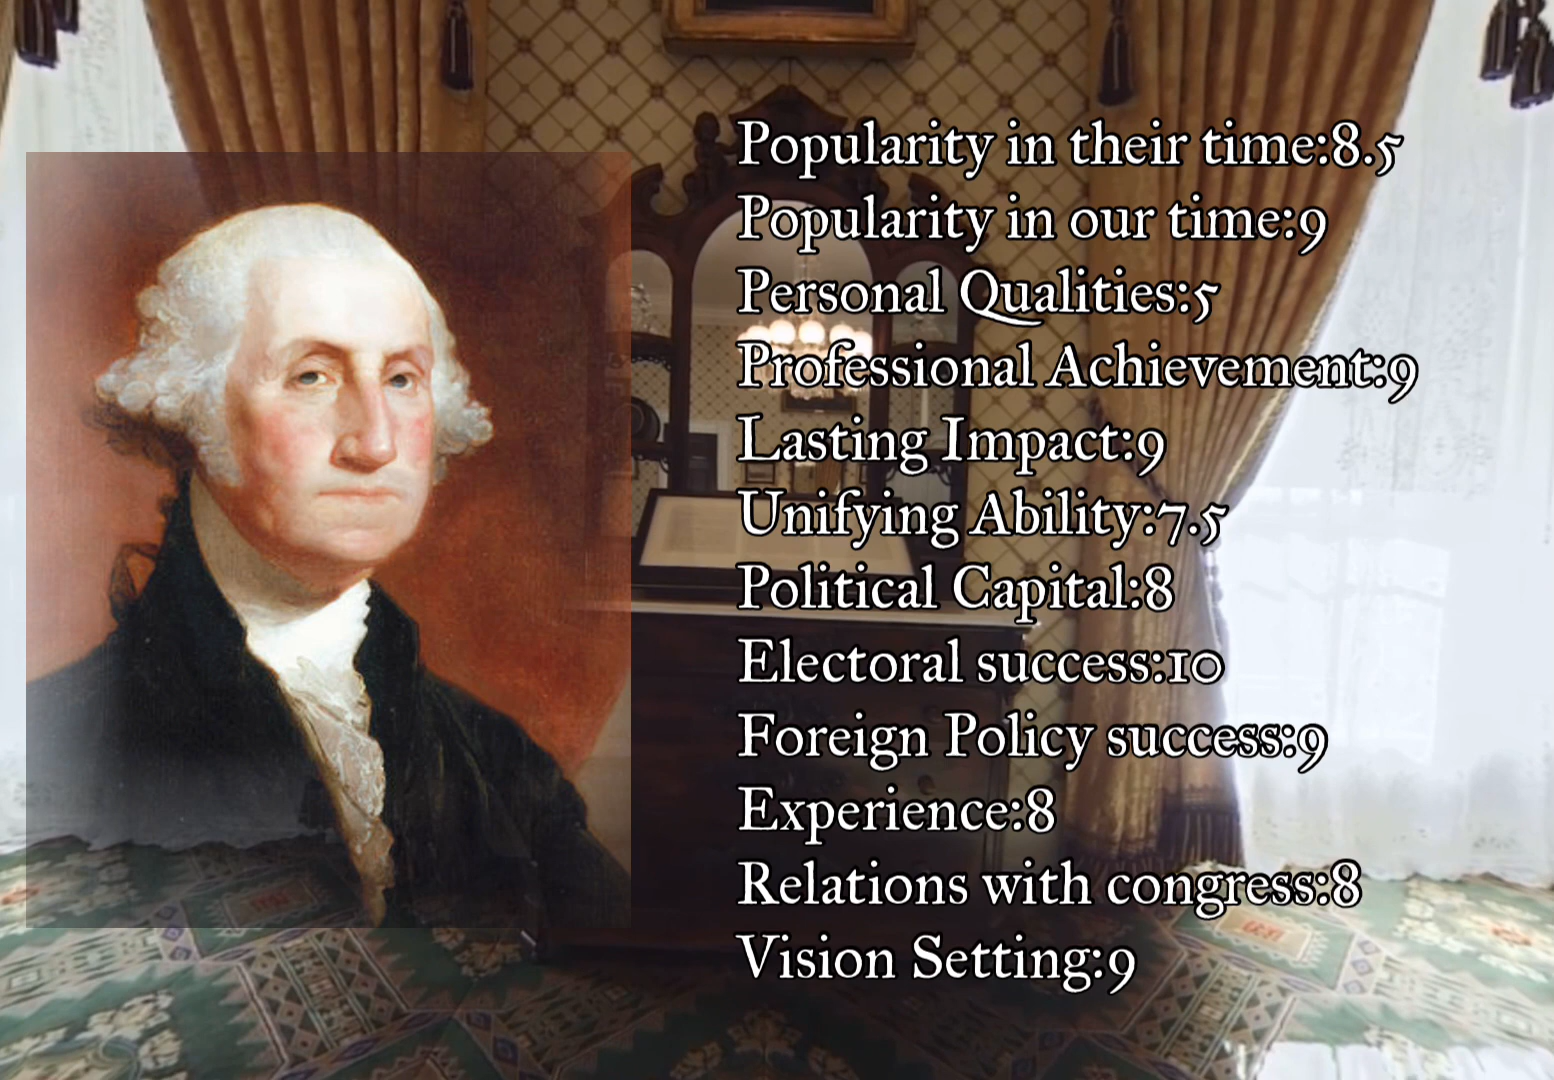 Popularity in their time:8.5
Popularity in our time:9
Personal Qualities:5
Professional Achievement:9
Lasting Impact:9
Unifying Ability:7.5
Political Capital:8
Electoral success:10
Foreign Policy success:9
Experience:8
Relations with congress:8
Vision Setting:9